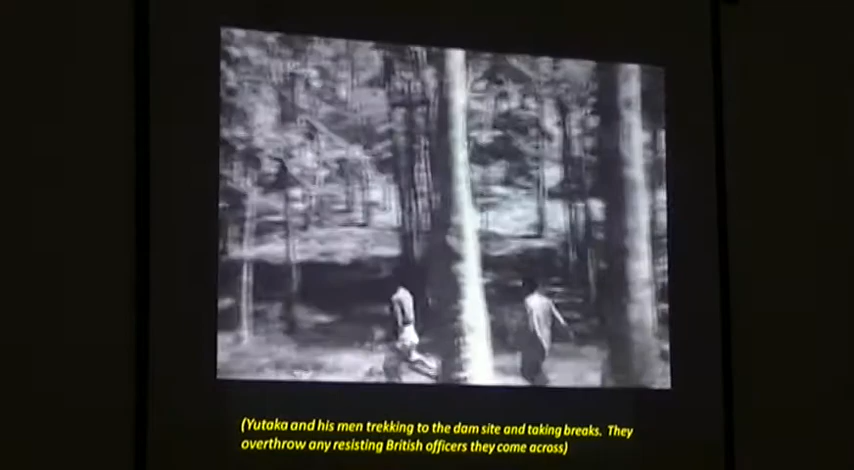 (Yutaka and his men trekking to the dam site and taking breaks. They
overthrow any resisting British officers they come across)